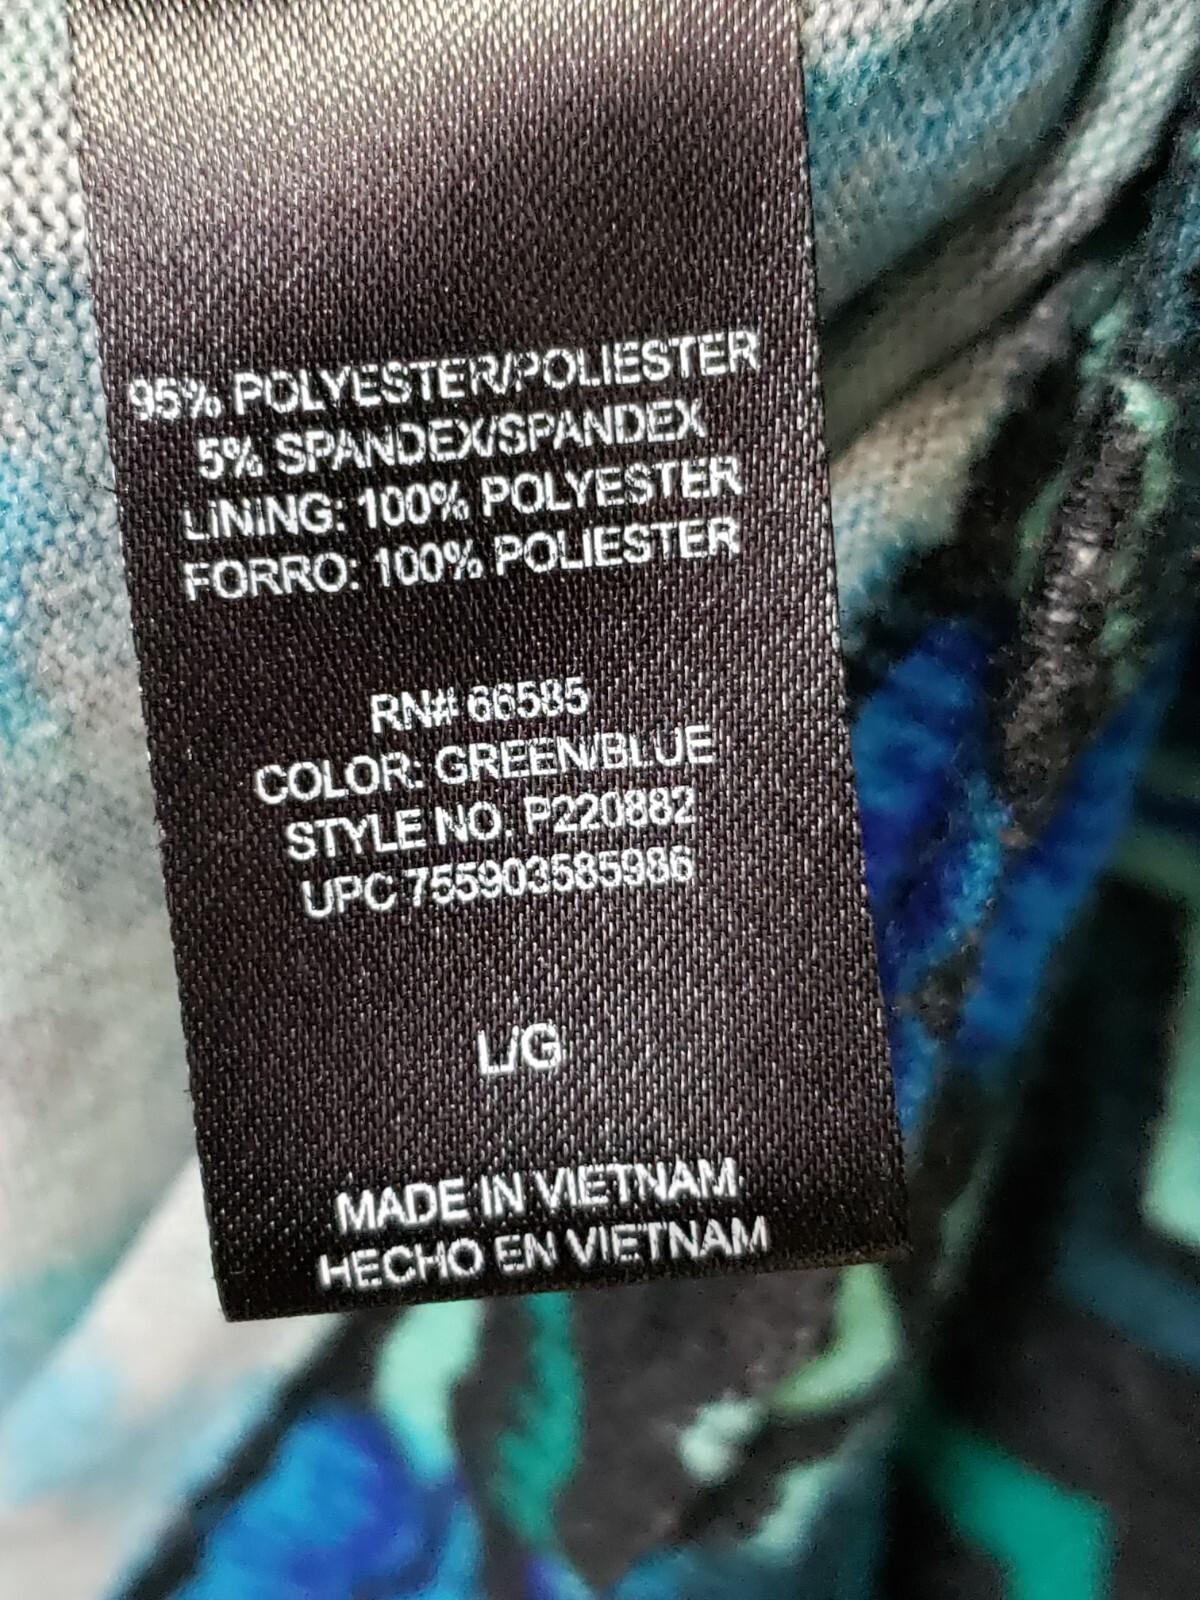 95% POLYESTER/POLIESTER
5% SPANDEX/SPANDEX
LINING: 100% POLYESTER
FORRO: 100% POLIESTER
RN# 66585
COLOR: GREEN/BLUE
STYLE NO. P220882
UPC 755903585986
L/G
MADE IN VIETNAM
HECHO EN VIETNAM